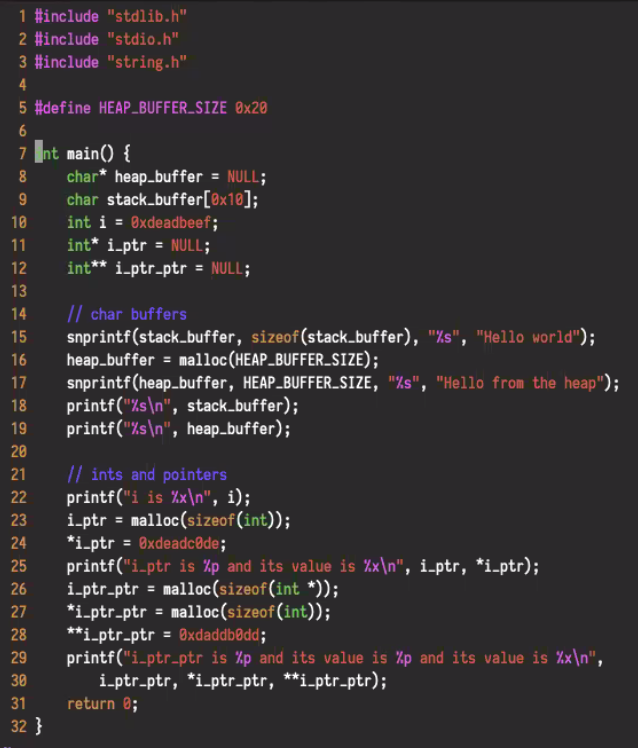 1 #include "stdlib.h"
2 #include "stdio.h"
3 #include "string.h"
4
5 #define HEAP_BUFFER_SIZE 0x20
6
7 int main() {
8     char* heap_buffer = NULL;
9     char stack_buffer[0x10];
10     int i = 0xdeadbeef;
11     int* i_ptr = NULL;
12     int** i_ptr_ptr = NULL;
13
14     // char buffers
15     snprintf(stack_buffer, sizeof(stack_buffer), "%s", "Hello world");
16     heap_buffer = malloc(HEAP_BUFFER_SIZE);
17     snprintf(heap_buffer, HEAP_BUFFER_SIZE, "%s", "Hello from the heap");
18     printf("%s\n", stack_buffer);
19     printf("%s\n", heap_buffer);
20
21     // ints and pointers
22     printf("i is %x\n", i);
23     i_ptr = malloc(sizeof(int));
24     *i_ptr = 0xdeadc0de;
25     printf("i_ptr is %p and its value is %x\n", i_ptr, *i_ptr);
26     i_ptr_ptr = malloc(sizeof(int *));
27     *i_ptr_ptr = malloc(sizeof(int));
28     **i_ptr_ptr = 0xdaddb0dd;
29     printf("i_ptr_ptr is %p and its value is %p and its value is %x\n",
30         i_ptr_ptr, *i_ptr_ptr, **i_ptr_ptr);
31     return 0;
32 }